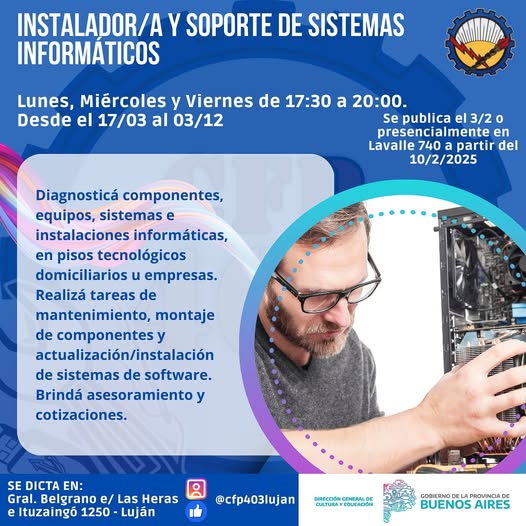 INSTALADOR/A Y SOPORTE DE SISTEMAS
INFORMÁTICOS
Lunes, Miércoles y Viernes de 17:30 a 20:00.
Desde el 17/03 al 03/12
Se publica el 3/2 o
presencialmente en
Lavalle 740 a partir del
10/2/2025
Diagnosticá componentes,
equipos, sistemas e
instalaciones informáticas,
en pisos tecnológicos
domiciliarios u empresas.
Realizá tareas de
mantenimiento, montaje
de componentes y
actualización/instalación
de sistemas de software.
Brindá asesoramiento y
cotizaciones.
SE DICTA EN:
Gral. Belgrano e/ Las Heras
e Ituzaingó 1250 - Luján
@cfp403lujan
DIRECCIÓN GENERAL DE
CULTURA Y EDUCACIÓN
GOBIERNO DE LA PROVINCIA DE
BUENOS AIRES